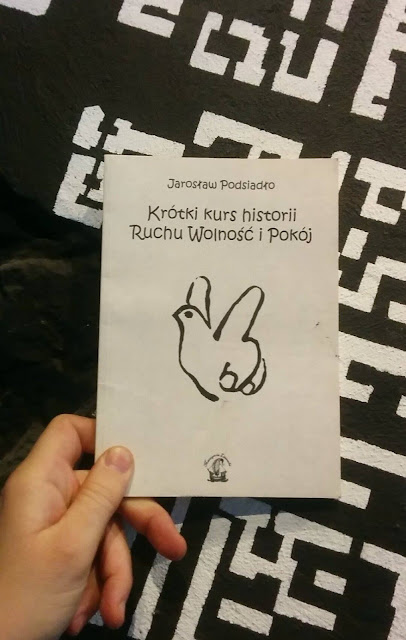 Jarosław Podsiadło
Krótki kurs historii
Ruchu Wolność i Pokój